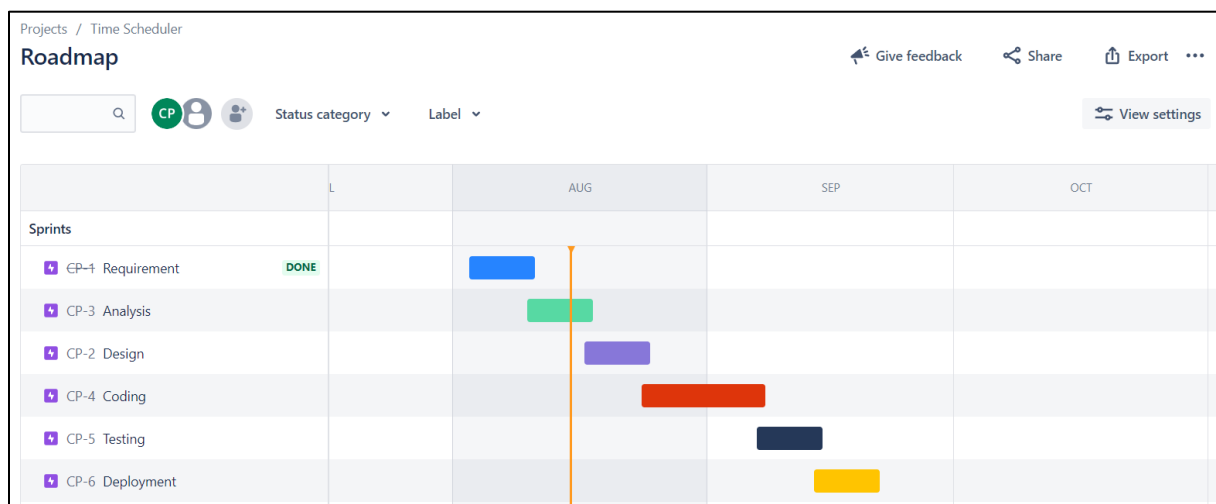 Projects / Time Scheduler
Roadmap
Give feedback
Share
Export
CP
Status category
Label
View settings
L
AUG
SEP
OCT
Sprints
CP-1 Requirement DONE
CP-3 Analysis
CP-2 Design
CP-4 Coding
CP-5 Testing
CP-6 Deployment